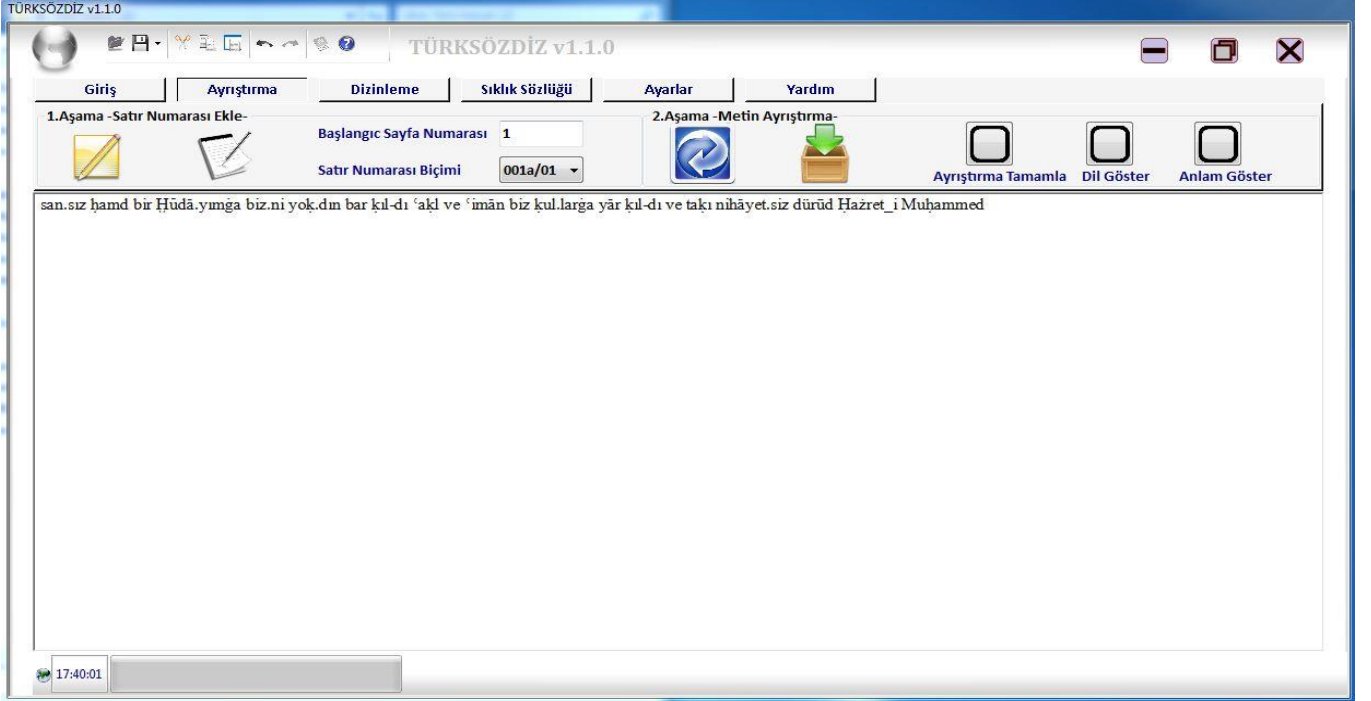 TÜRKSÖZDİZ v1.1.0
TÜRKSÖZDİZ v1.1.0
Giriş Ayrıştırma Dizinleme Sıklık Sözlüğü Ayarlar Yardım
1.Aşama -Satır Numarası Ekle- 2.Aşama -Metin Ayrıştırma-
Başlangıc Sayfa Numarası 1
Satır Numarası Biçimi 001a/01
Ayrıştırma Tamamla Dil Göster Anlam Göster
san.sız ḥamd bir Ḫüdā.yımġa biz.ni yoḳ.dın bar ḳıl-dı ʿaḳl ve ʿimān biz ḳul.larġa yār ḳıl-dı ve taḳı nihāyet.siz dürūd Ḥażret_i Muḥammed
17:40:01